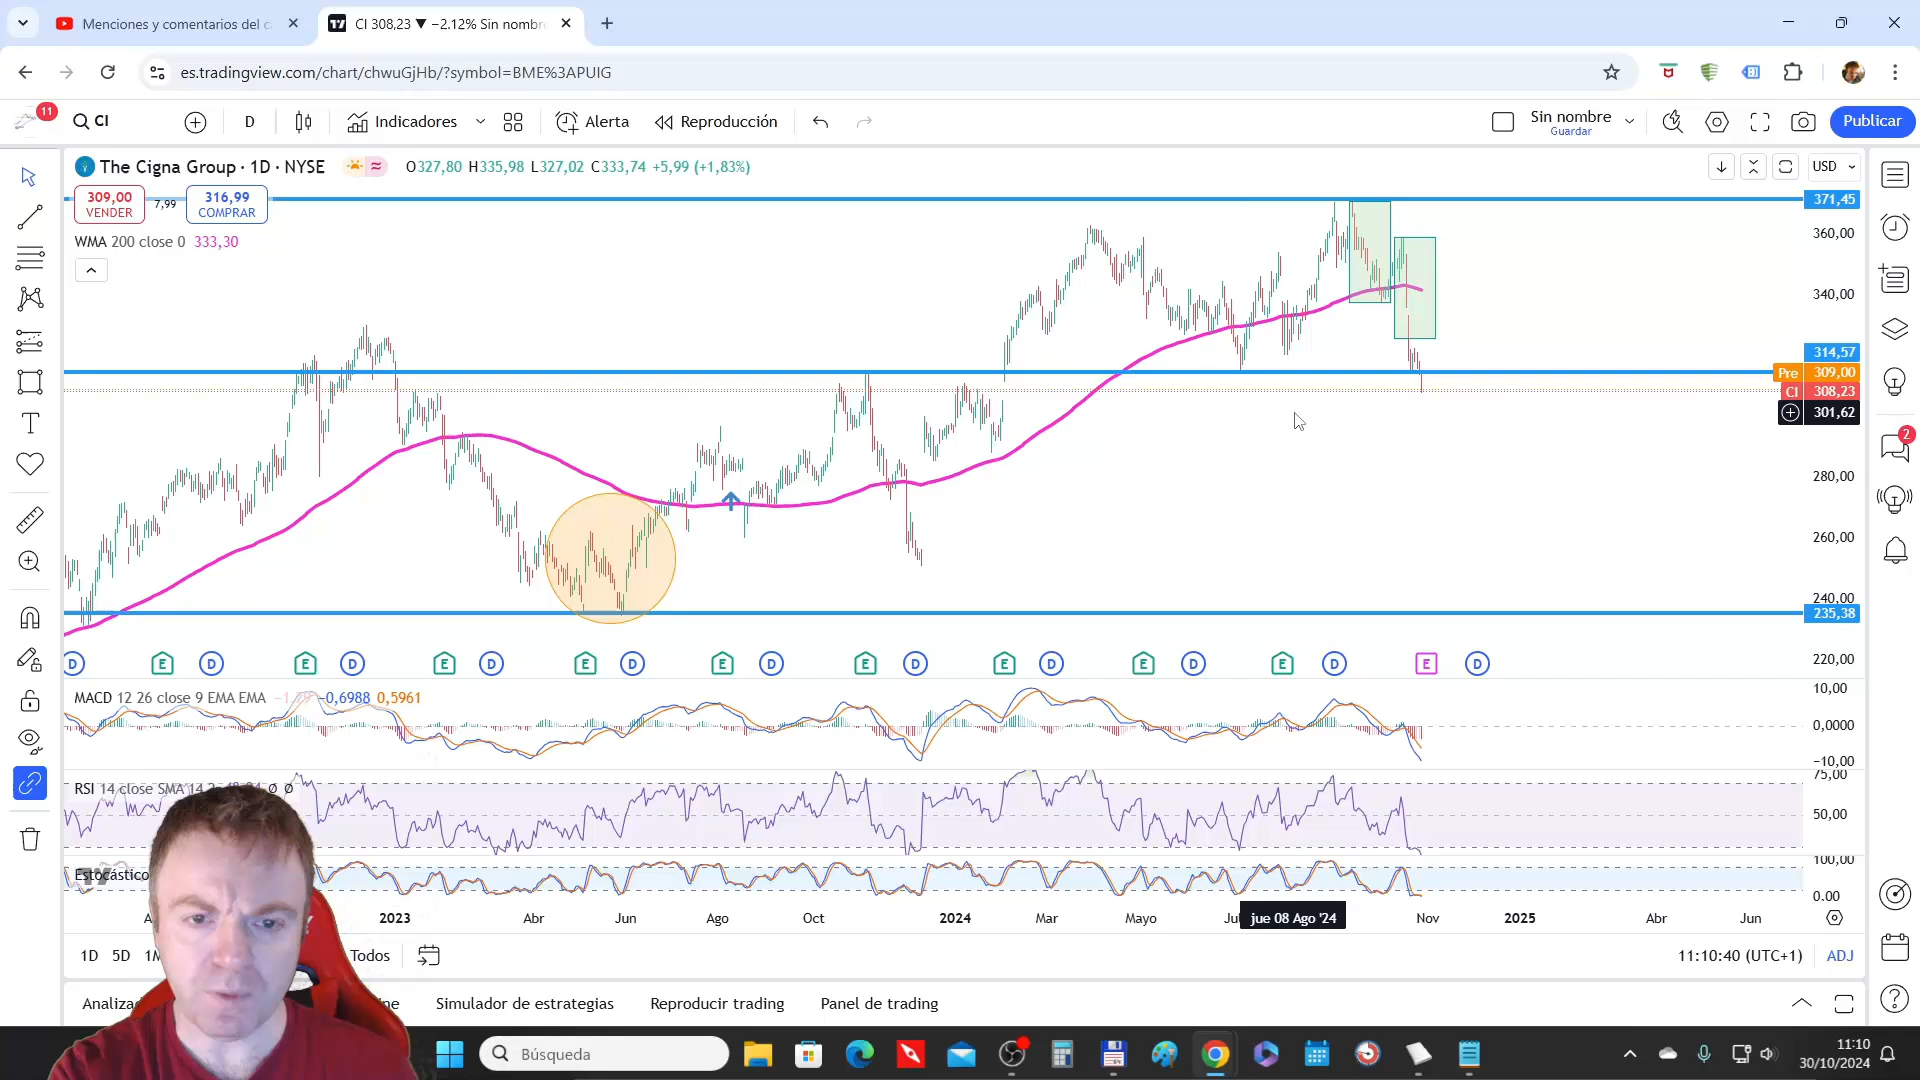 Menciones y comentarios del c
CI 308,23 ▼ −2.12% Sin nombr
es.tradingview.com/chart/chwuGjHb/?symbol=BME%3APUIG
11
CI
D
Indicadores
Alerta
Reproducción
Sin nombre
Guardar
Publicar
The Cigna Group · 1D · NYSE
O327,80 H335,98 L327,02 C333,74 +5,99 (+1,83%)
USD
309,00
VENDER
7,99
316,99
COMPRAR
WMA 200 close 0 333,30
371,45
360,00
340,00
314,57
Pre 309,00
CI 308,23
301,62
280,00
260,00
240,00
235,38
220,00
2
D E D E D E D E D E D E D E D E D E D E D
MACD 12 26 close 9 EMA EMA −0,6988 0,5961
10,00
0,0000
−10,00
RSI 14 close SMA 14 2
75,00
50,00
Estocástico
100,00
0.00
2023
Abr
Jun
Ago
Oct
2024
Mar
Mayo
jue 08 Ago '24
Nov
2025
Abr
Jun
1D 5D
Todos
11:10:40 (UTC+1)
ADJ
Simulador de estrategias
Reproducir trading
Panel de trading
Búsqueda
11:10
30/10/2024